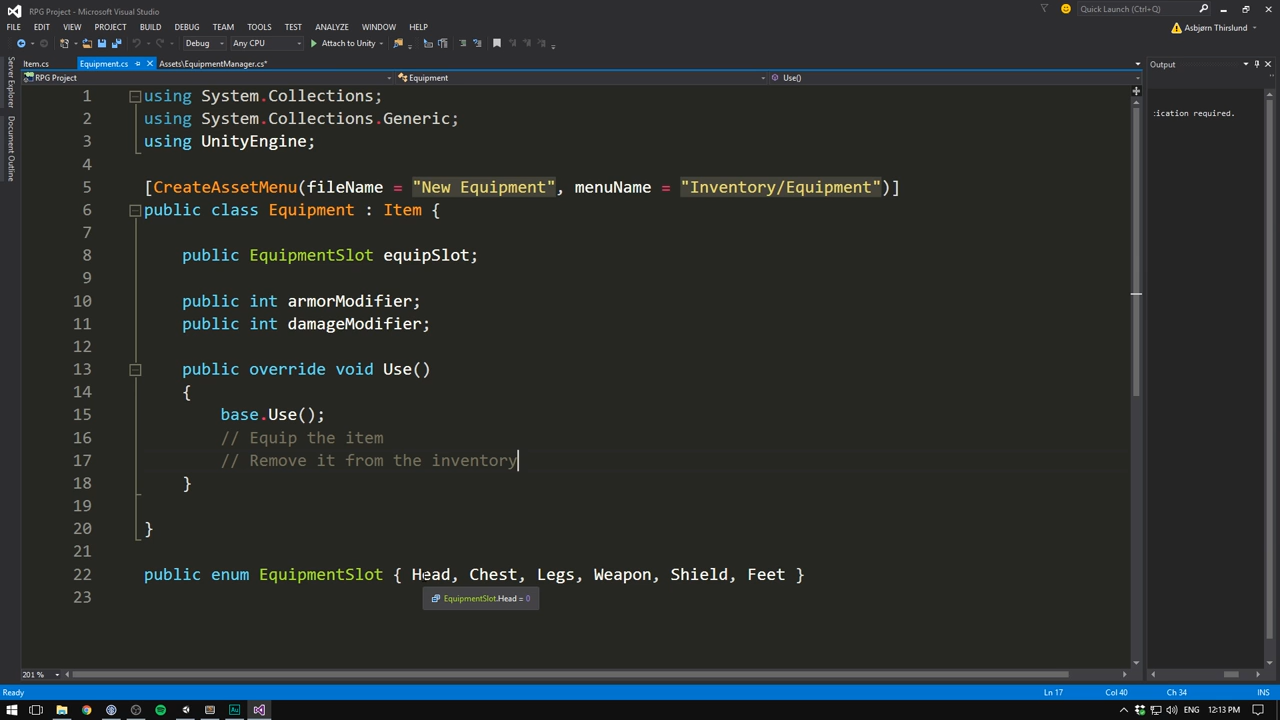 RPG Project - Microsoft Visual Studio
Quick Launch (Ctrl+Q)
FILE EDIT VIEW PROJECT BUILD DEBUG TEAM TOOLS TEST ANALYZE WINDOW HELP
Asbjørn Thirslund
Debug Any CPU Attach to Unity
Server Explorer
Document Outline
Item.cs Equipment.cs Assets\EquipmentManager.cs*
Output
RPG Project Equipment Use()
1 using System.Collections;
2 using System.Collections.Generic;
3 using UnityEngine;
4
5 [CreateAssetMenu(fileName = "New Equipment", menuName = "Inventory/Equipment")]
6 public class Equipment : Item {
7
8 public EquipmentSlot equipSlot;
9
10 public int armorModifier;
11 public int damageModifier;
12
13 public override void Use()
14 {
15 base.Use();
16 // Equip the item
17 // Remove it from the inventory
18 }
19
20 }
21
22 public enum EquipmentSlot { Head, Chest, Legs, Weapon, Shield, Feet }
EquipmentSlot.Head = 0
23
:ication required.
201 %
Ready Ln 17 Col 40 Ch 34 INS
ENG 12:13 PM